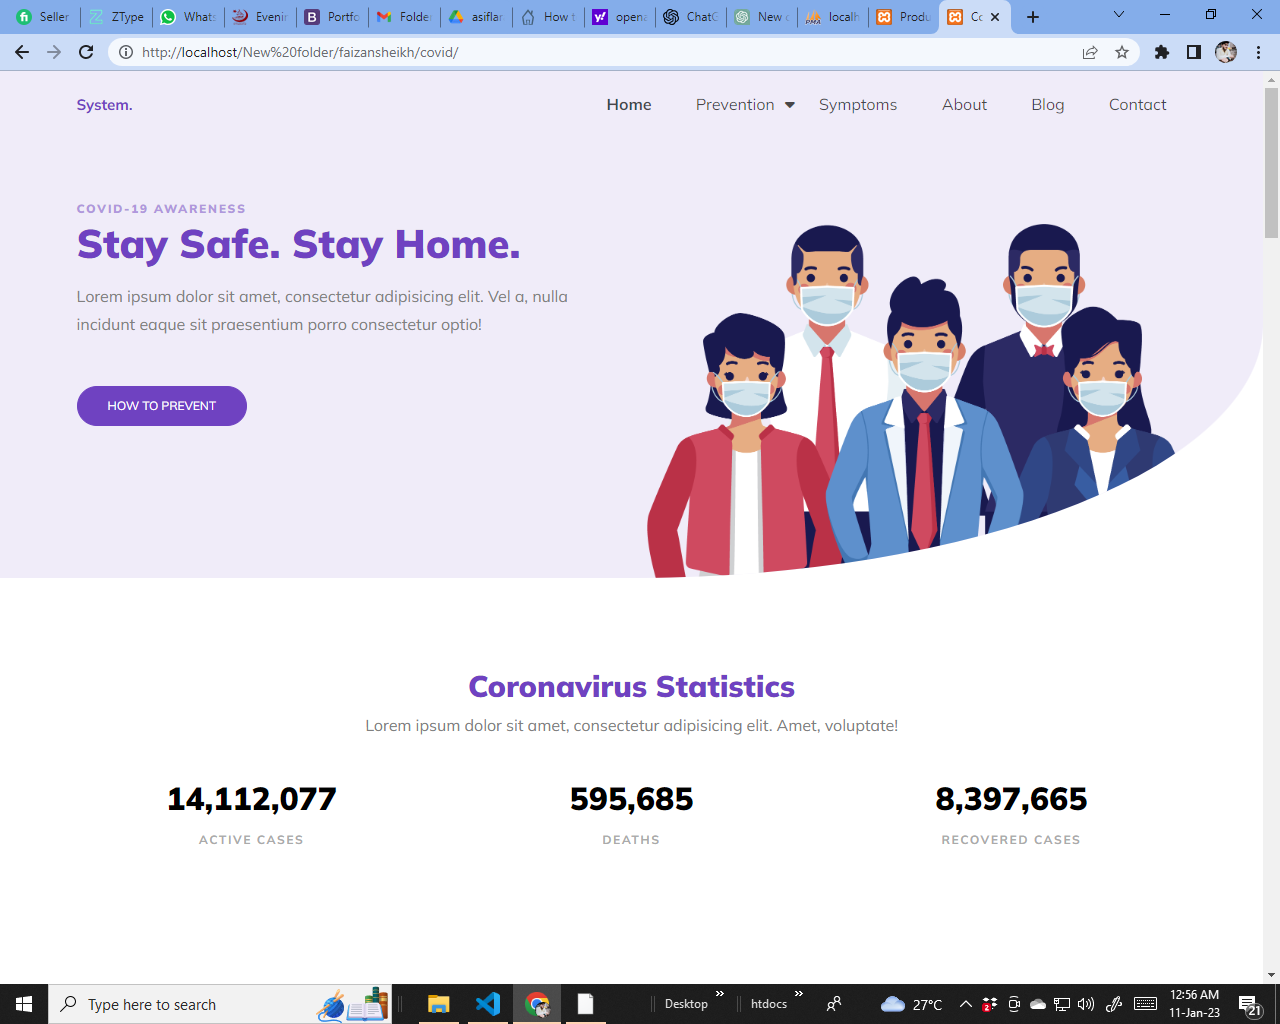 Seller
ZType
Whats
Evenin
Portfo
Folder
asiflar
How t
opena
ChatG
New c
localh
Produ
Co
http://localhost/New%20folder/faizansheikh/covid/
System.
Home
Prevention
Symptoms
About
Blog
Contact
COVID-19 AWARENESS
Stay Safe. Stay Home.
Lorem ipsum dolor sit amet, consectetur adipisicing elit. Vel a, nulla
incidunt eaque sit praesentium porro consectetur optio!
HOW TO PREVENT
Coronavirus Statistics
Lorem ipsum dolor sit amet, consectetur adipisicing elit. Amet, voluptate!
14,112,077
595,685
8,397,665
ACTIVE CASES
DEATHS
RECOVERED CASES
Type here to search
Desktop
htdocs
27°C
12:56 AM
11-Jan-23
21